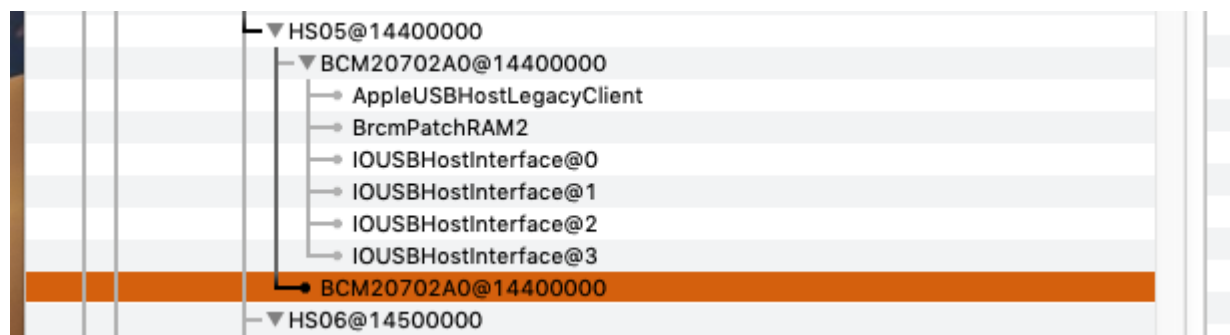 HS05@14400000
BCM20702A0@14400000
AppleUSBHostLegacyClient
BrcmPatchRAM2
IOUSBHostInterface@0
IOUSBHostInterface@1
IOUSBHostInterface@2
IOUSBHostInterface@3
BCM20702A0@14400000
HS06@14500000